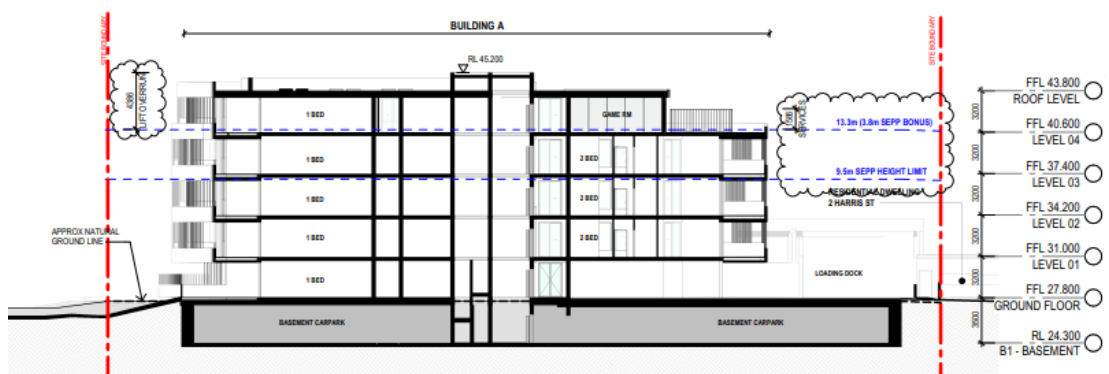 SITE BOUNDARY
BUILDING A
SITE BOUNDARY
RL 45.200
4386
LIFT OVERRUN
1 BED
GAME RM
1586
SERVICES
13.3m (3.8m SEPP BONUS)
1 BED
2 BED
9.5m SEPP HEIGHT LIMIT
1 BED
2 BED
RESIDENTIAL DWELLING
2 HARRIS ST
APPROX NATURAL
GROUND LINE
1 BED
2 BED
1 BED
LOADING DOCK
BASEMENT CARPARK
BASEMENT CARPARK
FFL 43.800
ROOF LEVEL
3200
FFL 40.600
LEVEL 04
3200
FFL 37.400
LEVEL 03
3200
FFL 34.200
LEVEL 02
3200
FFL 31.000
LEVEL 01
3200
FFL 27.800
GROUND FLOOR
3500
RL 24.300
B1 - BASEMENT